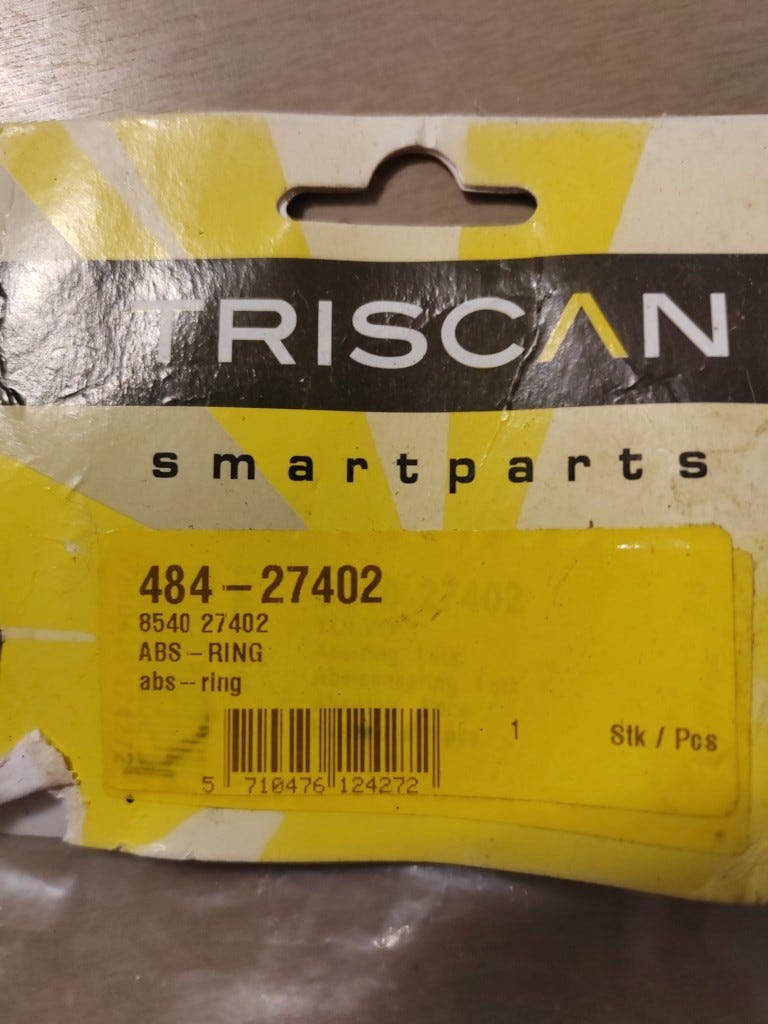 TRISCAN
smartparts
484-27402
8540 27402
ABS-RING
abs-ring
1 Stk / Pcs
5 710476 124272